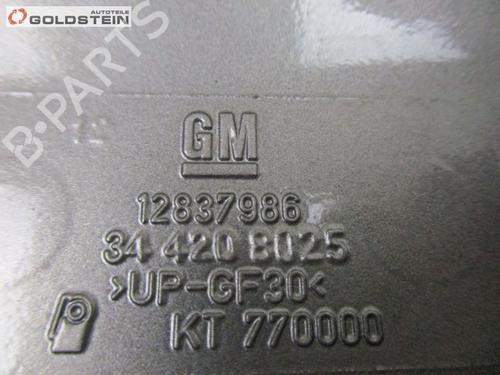 AUTOTEILE
GOLDSTEIN
B-PARTS
GM
12837986
34 420 8025
>UP-GF30<
KT 770000